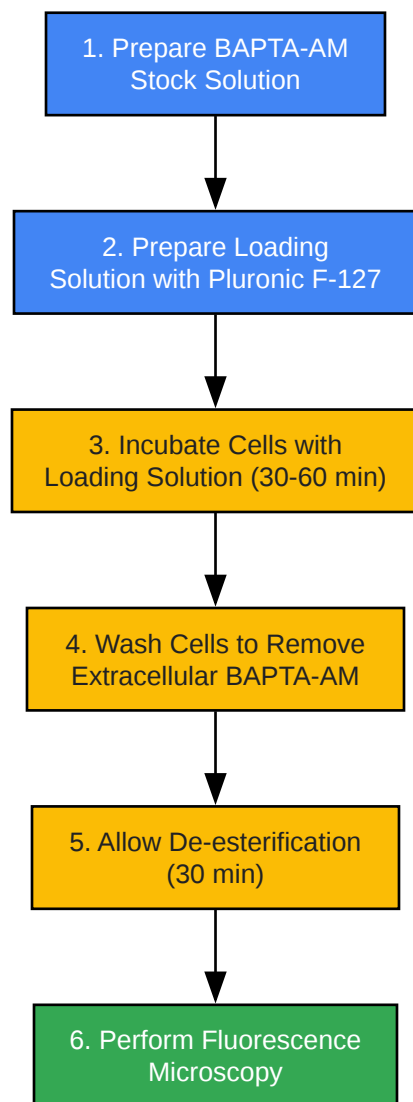 1. Prepare BAPTA-AM
Stock Solution
2. Prepare Loading
Solution with Pluronic F-127
3. Incubate Cells with
Loading Solution (30-60 min)
4. Wash Cells to Remove
Extracellular BAPTA-AM
5. Allow De-esterification
(30 min)
6. Perform Fluorescence
Microscopy